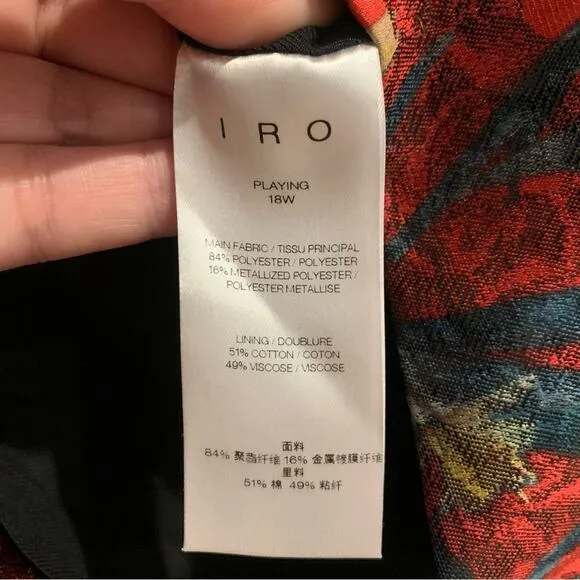 IRO
PLAYING
18W
MAIN FABRIC / TISSU PRINCIPAL
84% POLYESTER / POLYESTER
16% METALLIZED POLYESTER /
POLYESTER METALLISE
LINING / DOUBLURE
51% COTTON / COTON
49% VISCOSE / VISCOSE
面料
84% 聚酯纤维 16% 金属镀膜纤维
里料
51% 棉 49% 粘纤